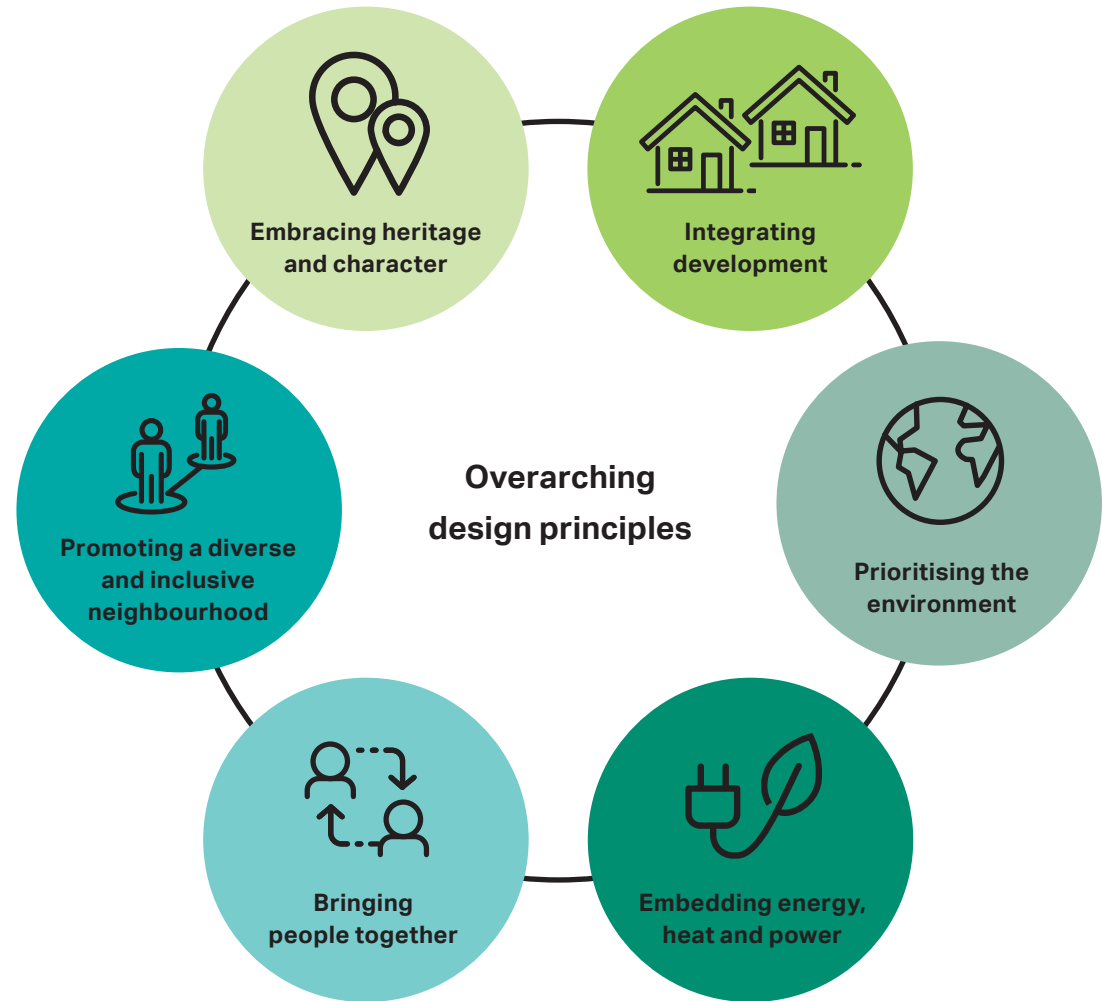 Embracing heritage
and character
Integrating
development
Prioritising the
environment
Embedding energy,
heat and power
Bringing
people together
Promoting a diverse
and inclusive
neighbourhood
Overarching
design principles